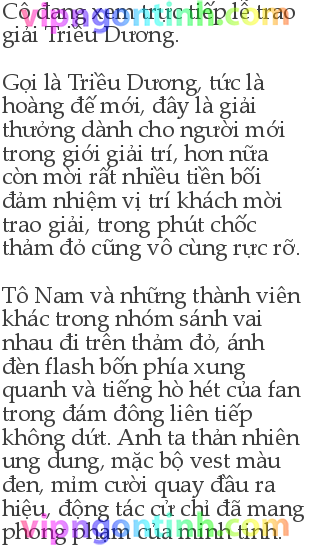 Cô đang xem trực tiếp lễ trao
giải Triều Dương.
Gọi là Triều Dương, tức là
hoàng đế mới, đây là giải
thưởng dành cho người mới
trong giới giải trí, hơn nữa
còn mời rất nhiều tiền bối
đảm nhiệm vị trí khách mời
trao giải, trong phút chốc
thảm đỏ cũng vô cùng rực rỡ.
Tô Nam và những thành viên
khác trong nhóm sánh vai
nhau đi trên thảm đỏ, ánh
đèn flash bốn phía xung
quanh và tiếng hò hét của fan
trong đám đông liên tiếp
không dứt. Anh ta thản nhiên
ung dung, mặc bộ vest màu
đen, mỉm cười quay đầu ra
hiệu, động tác cử chỉ đã mang
phong phạm của minh tinh.
vipngontinh.com
vipngontinh.com